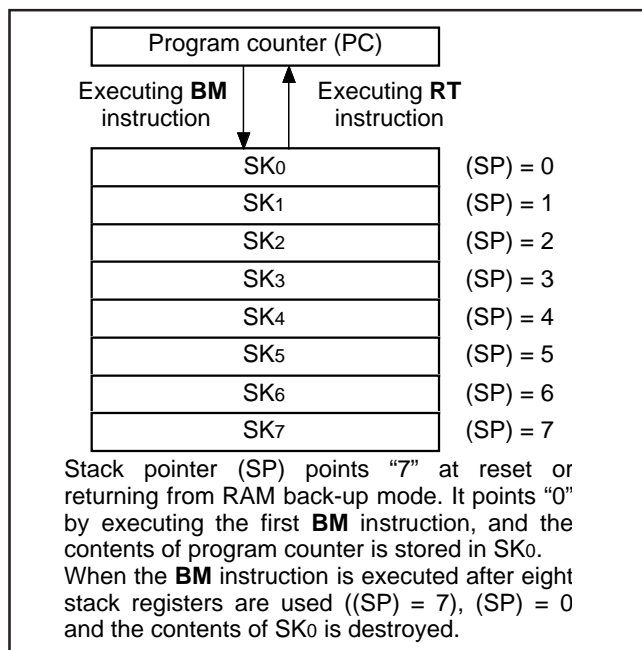 Program counter (PC)
Executing BM
instruction
Executing RT
instruction
SK0 (SP) = 0
SK1 (SP) = 1
SK2 (SP) = 2
SK3 (SP) = 3
SK4 (SP) = 4
SK5 (SP) = 5
SK6 (SP) = 6
SK7 (SP) = 7
Stack pointer (SP) points “7” at reset or
returning from RAM back-up mode. It points “0”
by executing the first BM instruction, and the
contents of program counter is stored in SK0.
When the BM instruction is executed after eight
stack registers are used ((SP) = 7), (SP) = 0
and the contents of SK0 is destroyed.